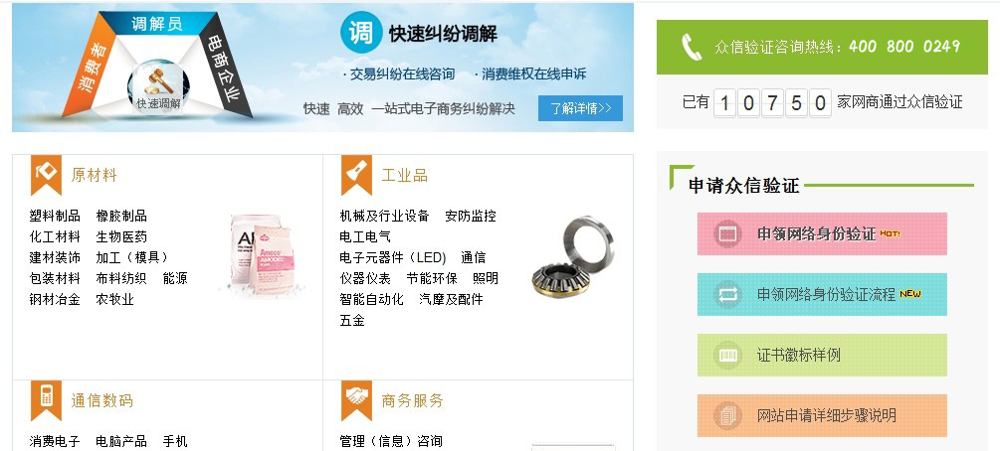 调解员
消费者
电商企业
快速调解
调 快速纠纷调解
·交易纠纷在线咨询 ·消费维权在线申诉
快速 高效 一站式电子商务纠纷解决 了解详情>>
众信验证咨询热线：400 800 0249
已有 10750 家网商通过众信验证
原材料
塑料制品 橡胶制品
化工材料 生物医药
建材装饰 加工（模具）
包装材料 布料纺织 能源
钢材冶金 农牧业
工业品
机械及行业设备 安防监控
电工电气
电子元器件（LED) 通信
仪器仪表 节能环保 照明
智能自动化 汽摩及配件
五金
申请众信验证
申领网络身份验证 HOT!
申领网络身份验证流程 NEW
证书徽标样例
网站申请详细步骤说明
通信数码
消费电子 电脑产品 手机
商务服务
管理（信息）咨询